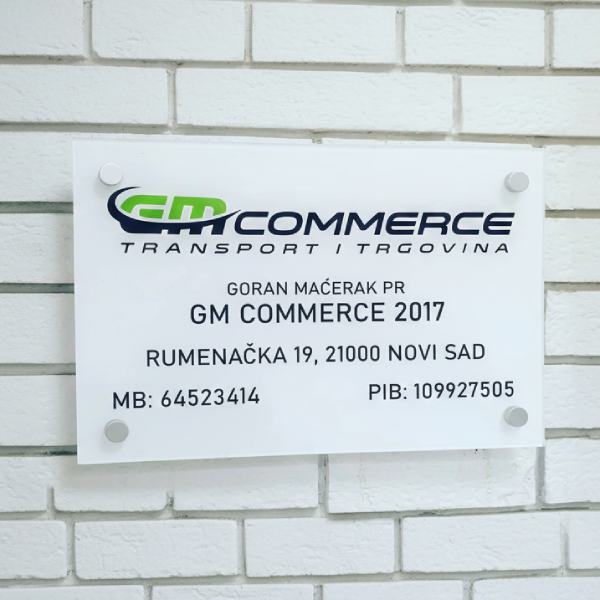 GM COMMERCE
TRANSPORT I TRGOVINA
GORAN MAĆERAK PR
GM COMMERCE 2017
RUMENAČKA 19, 21000 NOVI SAD
MB: 64523414 PIB: 109927505